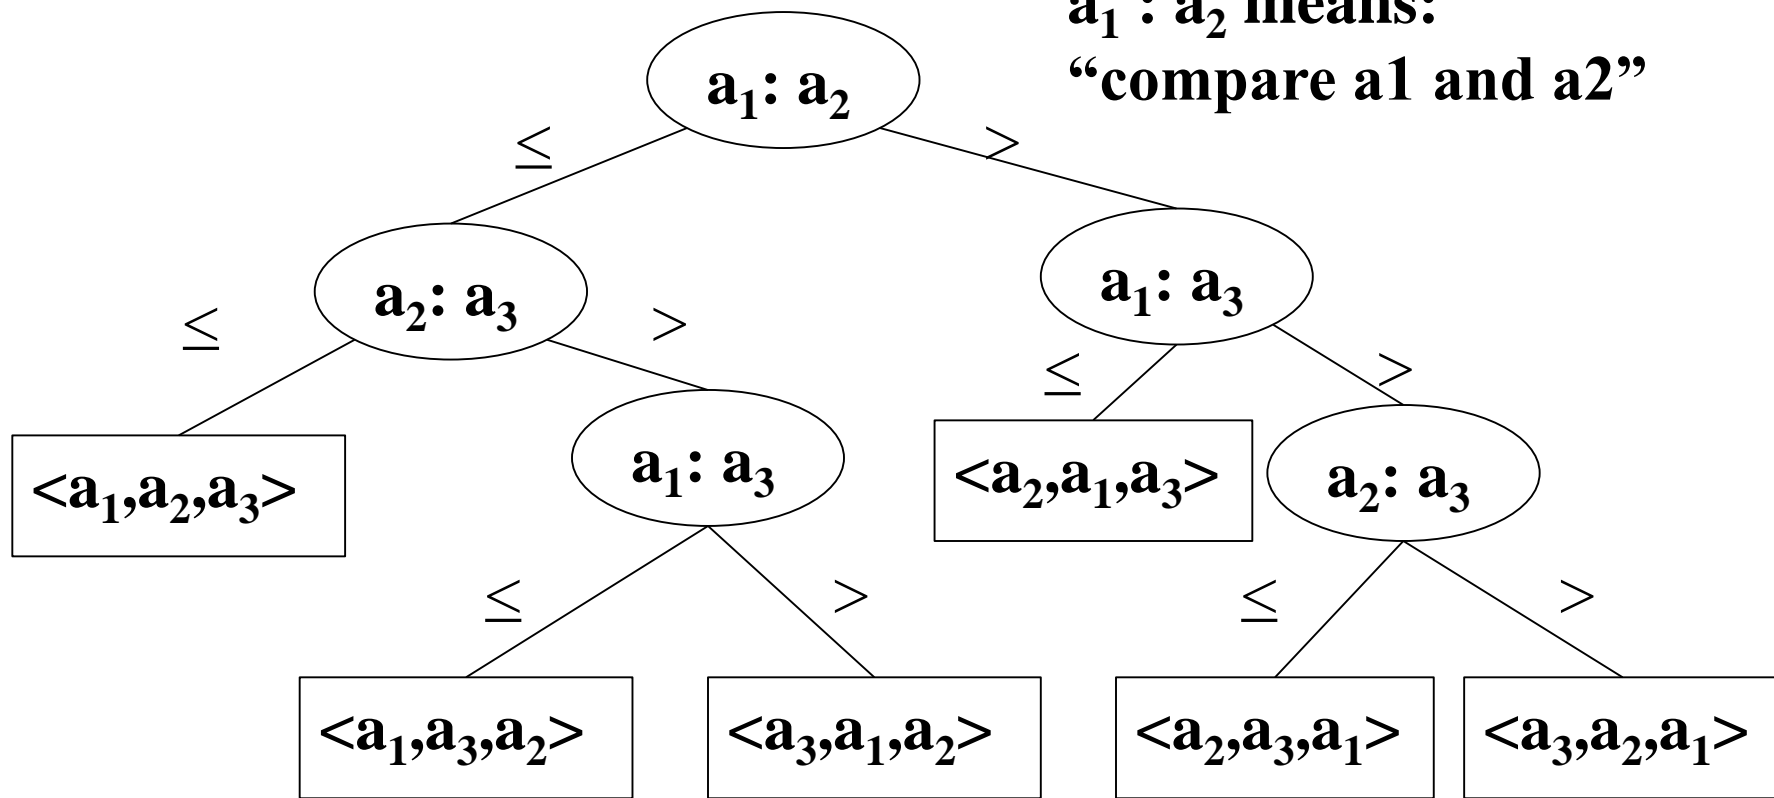 a₁ : a₂ means:
“compare a1 and a2”
a₁: a₂
≤ >
a₂: a₃
a₁: a₃
≤ >
≤ >
<a₁,a₂,a₃>
a₁: a₃
<a₂,a₁,a₃>
a₂: a₃
≤ >
≤ >
<a₁,a₃,a₂>
<a₃,a₁,a₂>
<a₂,a₃,a₁>
<a₃,a₂,a₁>